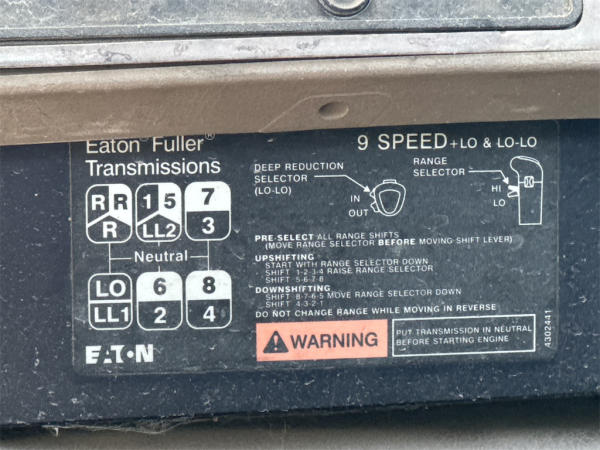 Eaton® Fuller®
Transmissions
9 SPEED +LO & LO-LO
DEEP REDUCTION
SELECTOR
(LO-LO)
IN
OUT
RANGE
SELECTOR
HI
LO
R R 1 5 7
R LL2 3
Neutral
LO 6 8
LL1 2 4
PRE-SELECT ALL RANGE SHIFTS
(MOVE RANGE SELECTOR BEFORE MOVING SHIFT LEVER)
UPSHIFTING
START WITH RANGE SELECTOR DOWN
SHIFT 1-2-3-4 RAISE RANGE SELECTOR
SHIFT 5-6-7-8
DOWNSHIFTING
SHIFT 8-7-6-5 MOVE RANGE SELECTOR DOWN
SHIFT 4-3-2-1
DO NOT CHANGE RANGE WHILE MOVING IN REVERSE
EATON
WARNING
PUT TRANSMISSION IN NEUTRAL
BEFORE STARTING ENGINE
4302441